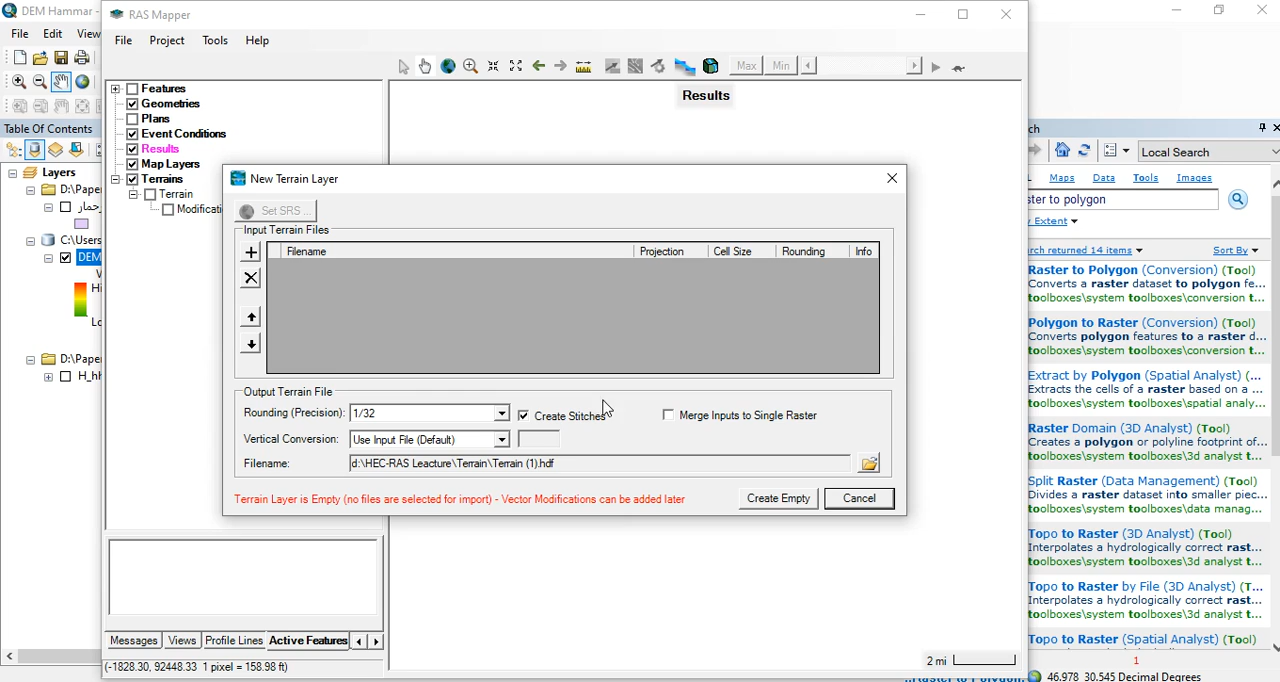 DEM Hammar -
File Edit View
Table Of Contents
Layers
D:\Pape
حمار
C:\Users
DEM
Hi
D:\Pape
RAS Mapper
File Project Tools Help
Max Min
Features
Geometries
Plans
Event Conditions
Results
Map Layers
Terrains
Terrain
Modificati
Results
New Terrain Layer
Set SRS ...
Input Terrain Files
Filename Projection Cell Size Rounding Info
Output Terrain File
Rounding (Precision): 1/32 Create Stitches Merge Inputs to Single Raster
Vertical Conversion: Use Input File (Default)
Filename: d:\HEC-RAS Leacture\Terrain\Terrain (1).hdf
Terrain Layer is Empty (no files are selected for import) - Vector Modifications can be added later
Create Empty Cancel
Messages Views Profile Lines Active Features
(-1828.30, 92448.33 1 pixel = 158.98 ft)
2 mi
ch
Local Search
Maps Data Tools Images
ster to polygon
Extent
rch returned 14 items Sort By
Raster to Polygon (Conversion) (Tool)
Converts a raster dataset to polygon fe...
toolboxes\system toolboxes\conversion t...
Polygon to Raster (Conversion) (Tool)
Converts polygon features to a raster d...
toolboxes\system toolboxes\conversion t...
Extract by Polygon (Spatial Analyst) (...
Extracts the cells of a raster based on a ...
toolboxes\system toolboxes\spatial analy...
Raster Domain (3D Analyst) (Tool)
Creates a polygon or polyline footprint of...
toolboxes\system toolboxes\3d analyst t...
Split Raster (Data Management) (Tool)
Divides a raster dataset into smaller piec...
toolboxes\system toolboxes\data manag...
Topo to Raster (3D Analyst) (Tool)
Interpolates a hydrologically correct rast...
toolboxes\system toolboxes\3d analyst t...
Topo to Raster by File (3D Analyst) (T...
Interpolates a hydrologically correct rast...
toolboxes\system toolboxes\3d analyst t...
Topo to Raster (Spatial Analyst) (Tool)
1
46.978 30.545 Decimal Degrees